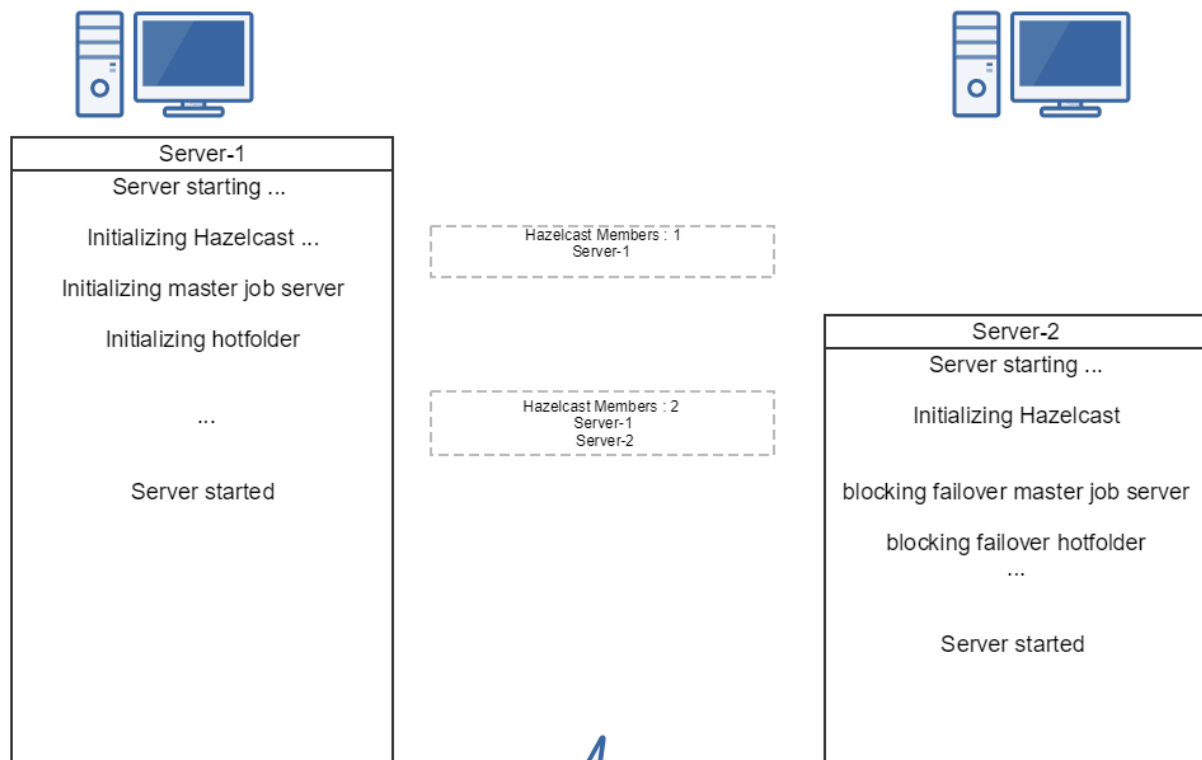 Server-1
Server starting ...
Initializing Hazelcast ...
Initializing master job server
Initializing hotfolder
...
Server started
Hazelcast Members : 1
Server-1
Hazelcast Members : 2
Server-1
Server-2
Server-2
Server starting ...
Initializing Hazelcast
blocking failover master job server
blocking failover hotfolder
...
Server started